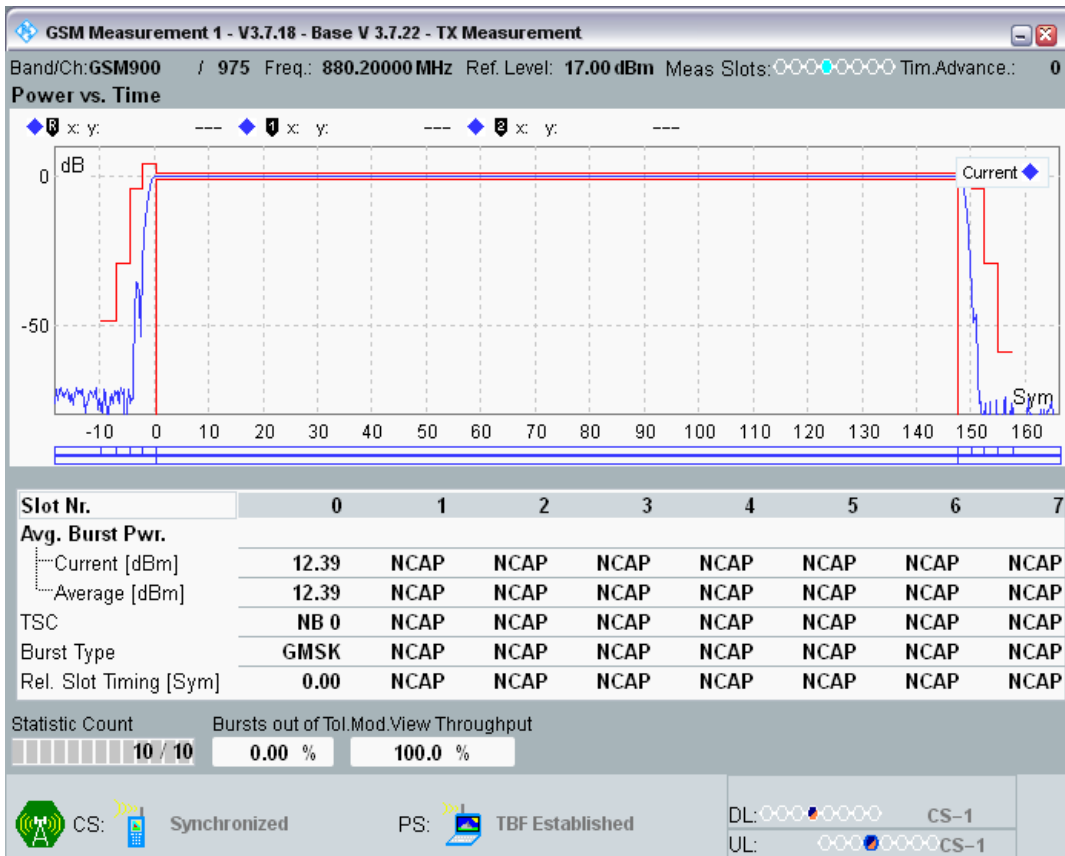 GSM Measurement 1 - V3.7.18 - Base V 3.7.22 - TX Measurement
Band/Ch:GSM900 / 975 Freq.: 880.20000 MHz Ref. Level: 17.00 dBm Meas Slots: Tim.Advance.: 0
Power vs. Time
R x: y: --- 1 x: y: --- 2 x: y: ---
dB
Current
0
-50
Sym
-10 0 10 20 30 40 50 60 70 80 90 100 110 120 130 140 150 160
Slot Nr. 0 1 2 3 4 5 6 7
Avg. Burst Pwr.
Current [dBm] 12.39 NCAP NCAP NCAP NCAP NCAP NCAP NCAP
Average [dBm] 12.39 NCAP NCAP NCAP NCAP NCAP NCAP NCAP
TSC NB 0 NCAP NCAP NCAP NCAP NCAP NCAP NCAP
Burst Type GMSK NCAP NCAP NCAP NCAP NCAP NCAP NCAP
Rel. Slot Timing [Sym] 0.00 NCAP NCAP NCAP NCAP NCAP NCAP NCAP
Statistic Count Bursts out of Tol.Mod.View Throughput
10 / 10 0.00 % 100.0 %
CS: Synchronized PS: TBF Established
DL: CS-1
UL: CS-1